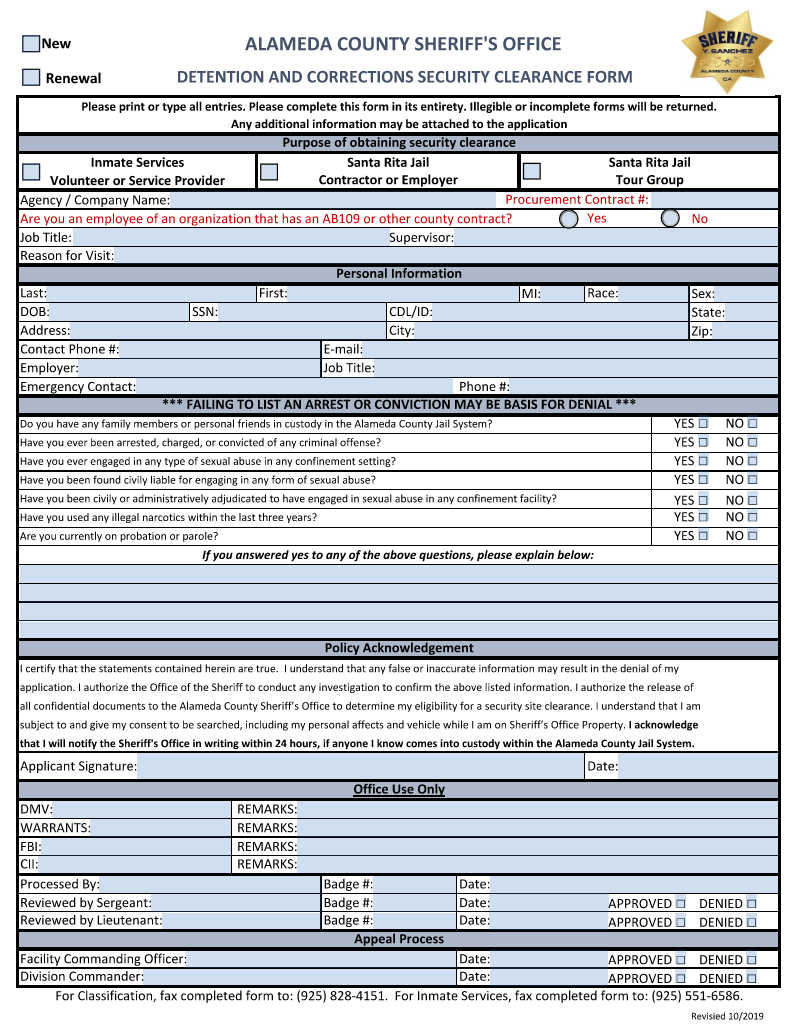 New
ALAMEDA COUNTY SHERIFF'S OFFICE
SHERIFF
Y. SANCHEZ
ALAMEDA COUNTY
CA
Renewal
DETENTION AND CORRECTIONS SECURITY CLEARANCE FORM
Please print or type all entries. Please complete this form in its entirety. Illegible or incomplete forms will be returned.
Any additional information may be attached to the application
Purpose of obtaining security clearance
Inmate Services
Volunteer or Service Provider
Santa Rita Jail
Contractor or Employer
Santa Rita Jail
Tour Group
Agency / Company Name: Procurement Contract #:
Are you an employee of an organization that has an AB109 or other county contract? Yes No
Job Title: Supervisor:
Reason for Visit:
Personal Information
Last: First: MI: Race: Sex:
DOB: SSN: CDL/ID: State:
Address: City: Zip:
Contact Phone #: E-mail:
Employer: Job Title:
Emergency Contact: Phone #:
*** FAILING TO LIST AN ARREST OR CONVICTION MAY BE BASIS FOR DENIAL ***
Do you have any family members or personal friends in custody in the Alameda County Jail System? YES NO
Have you ever been arrested, charged, or convicted of any criminal offense? YES NO
Have you ever engaged in any type of sexual abuse in any confinement setting? YES NO
Have you been found civily liable for engaging in any form of sexual abuse? YES NO
Have you been civily or administratively adjudicated to have engaged in sexual abuse in any confinement facility? YES NO
Have you used any illegal narcotics within the last three years? YES NO
Are you currently on probation or parole? YES NO
If you answered yes to any of the above questions, please explain below:
Policy Acknowledgement
I certify that the statements contained herein are true. I understand that any false or inaccurate information may result in the denial of my
application. I authorize the Office of the Sheriff to conduct any investigation to confirm the above listed information. I authorize the release of
all confidential documents to the Alameda County Sheriff's Office to determine my eligibility for a security site clearance. I understand that I am
subject to and give my consent to be searched, including my personal affects and vehicle while I am on Sheriff's Office Property. I acknowledge
that I will notify the Sheriff's Office in writing within 24 hours, if anyone I know comes into custody within the Alameda County Jail System.
Applicant Signature: Date:
Office Use Only
DMV: REMARKS:
WARRANTS: REMARKS:
FBI: REMARKS:
CII: REMARKS:
Processed By: Badge #: Date:
Reviewed by Sergeant: Badge #: Date: APPROVED DENIED
Reviewed by Lieutenant: Badge #: Date: APPROVED DENIED
Appeal Process
Facility Commanding Officer: Date: APPROVED DENIED
Division Commander: Date: APPROVED DENIED
For Classification, fax completed form to: (925) 828-4151. For Inmate Services, fax completed form to: (925) 551-6586.
Revised 10/2019